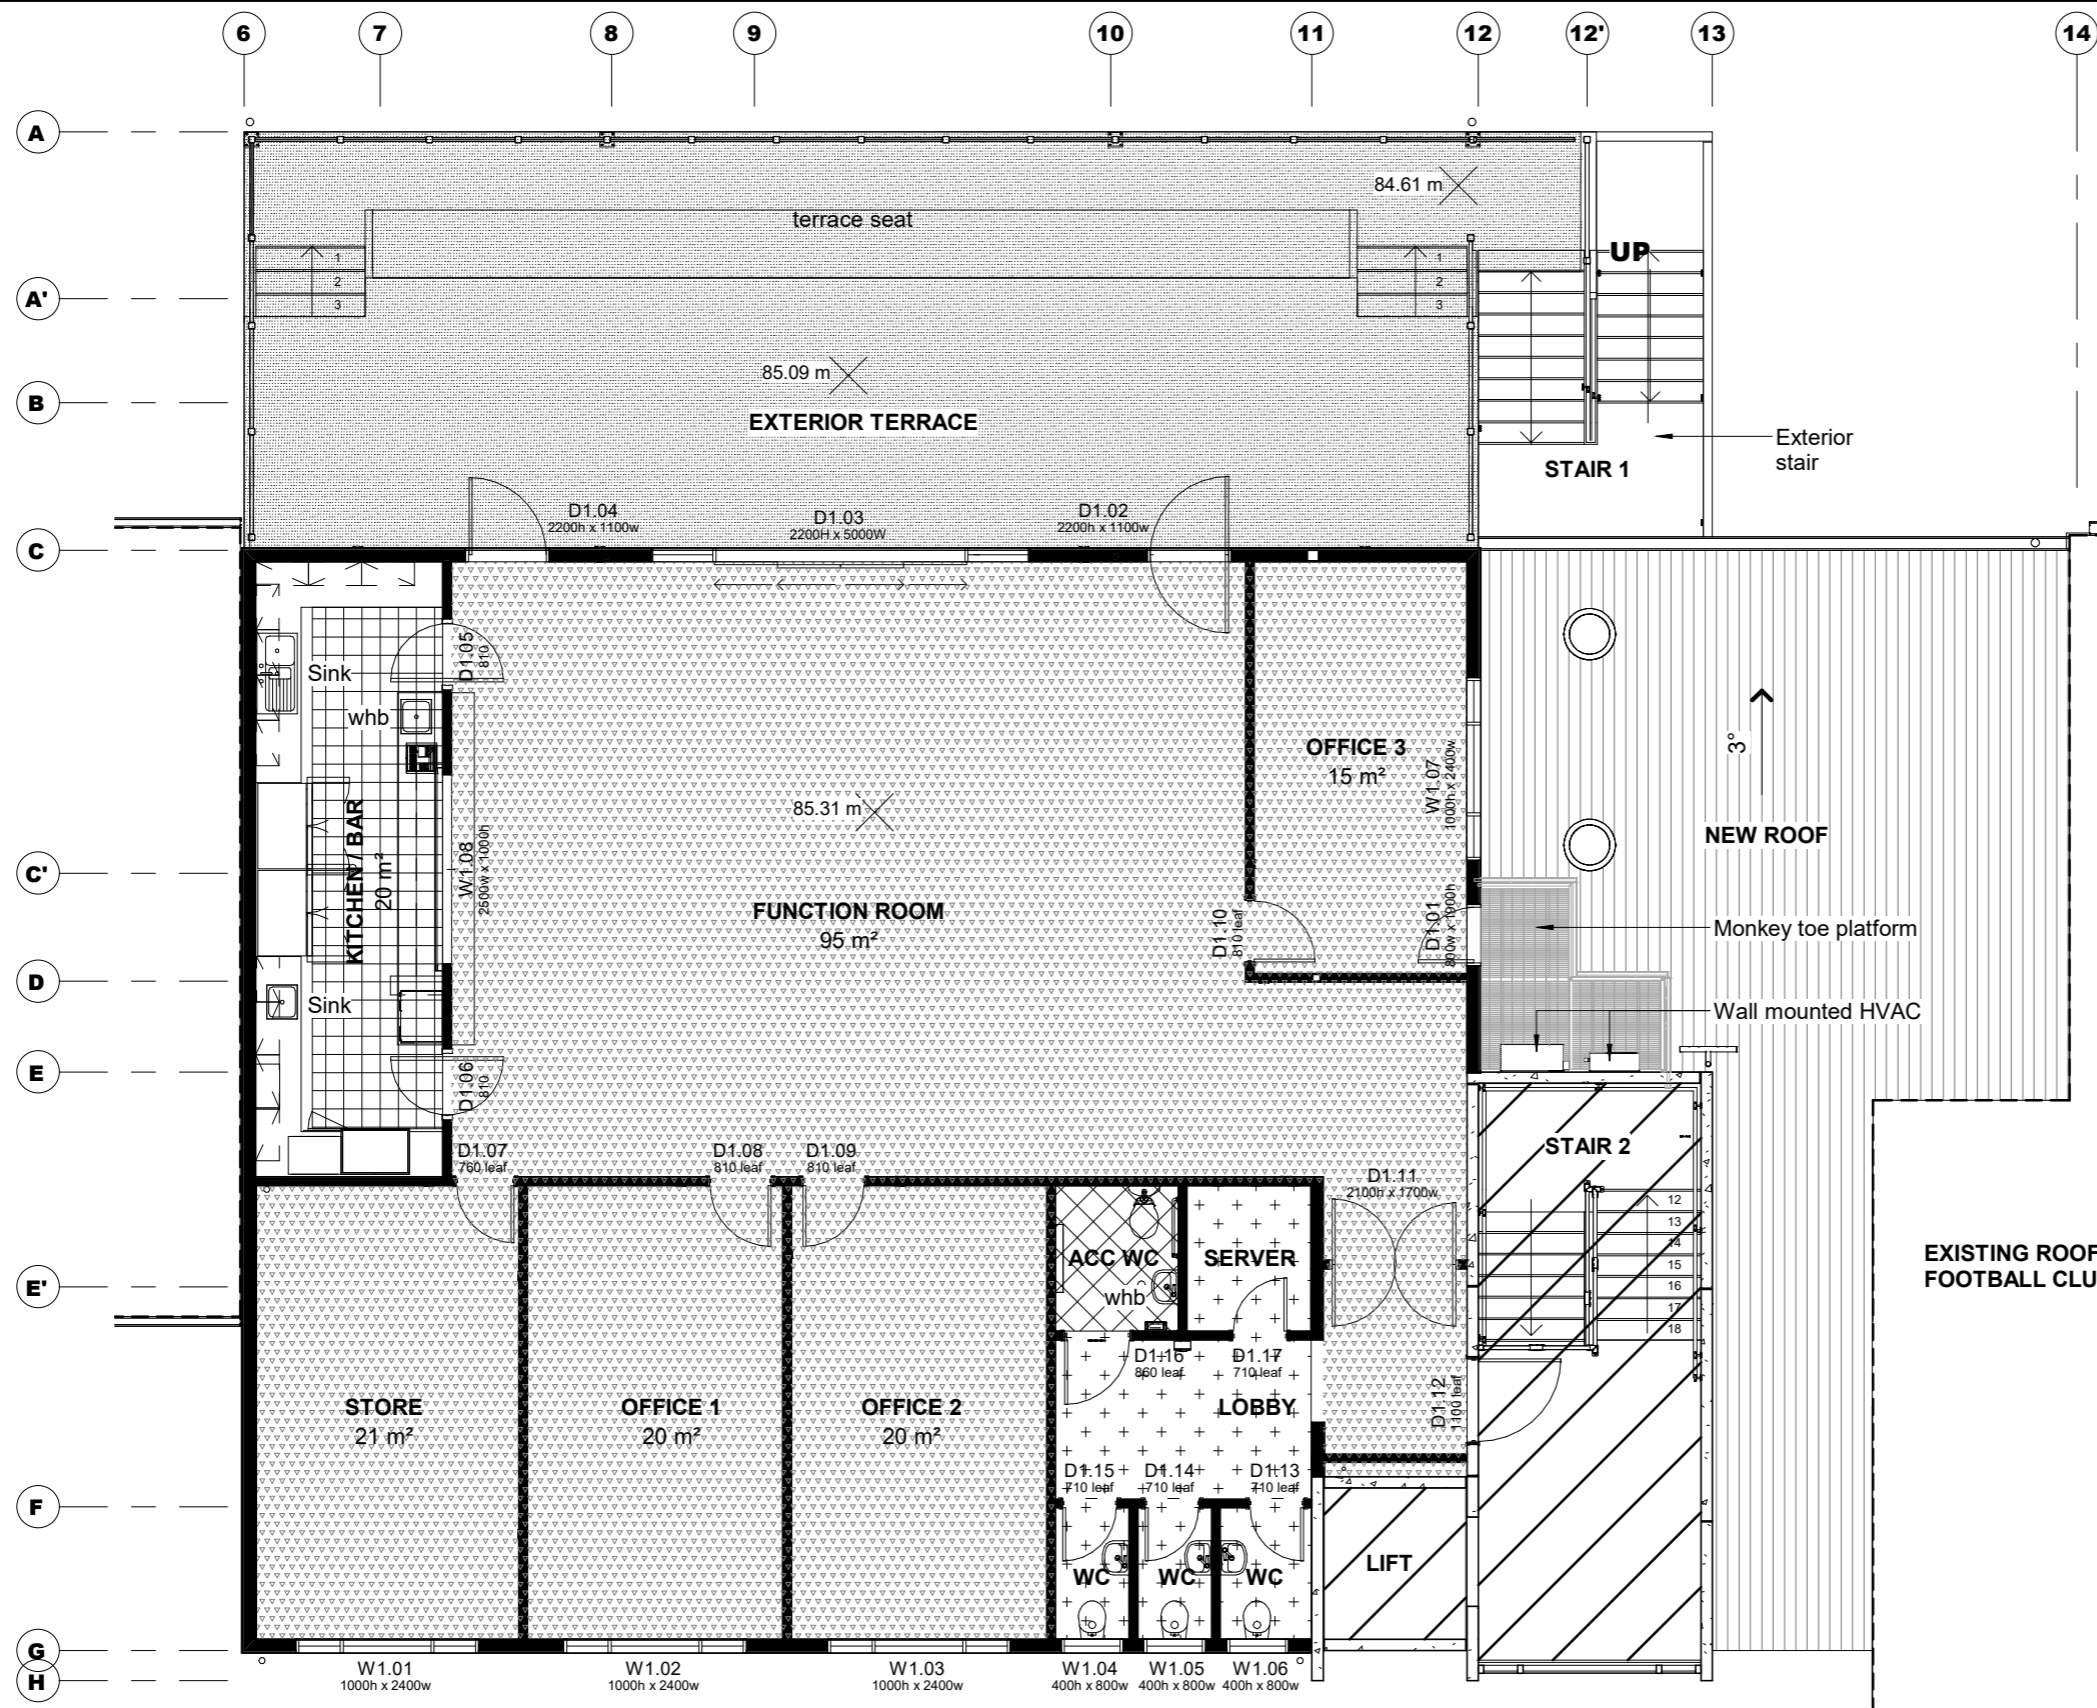 6 7 8 9 10 11 12 12' 13 14
A
84.61 m
terrace seat
UP
1
2
3
1
2
3
A'
85.09 m
B
EXTERIOR TERRACE
Exterior
stair
STAIR 1
D1.04
2200h x 1100w
D1.03
2200H x 5000W
D1.02
2200h x 1100w
C
D1.05
810
Sink
whb
OFFICE 3
15 m²
W1.07
1000h x 2400w
3°
85.31 m
NEW ROOF
KITCHEN / BAR
20 m²
W1.08
2500w x 1000h
C'
FUNCTION ROOM
95 m²
D1.10
810 leaf
D1.01
800w x 1900h
Monkey toe platform
D
Sink
Wall mounted HVAC
E
D1.06
810
D1.07
760 leaf
D1.08
810 leaf
D1.09
810 leaf
STAIR 2
D1.11
2100h x 1700w
12
13
14
15
16
17
18
ACC WC
whb
SERVER
EXISTING ROOF
FOOTBALL CLU
E'
D1.16
860 leaf
D1.17
710 leaf
D1.12
1100 leaf
STORE
21 m²
OFFICE 1
20 m²
OFFICE 2
20 m²
LOBBY
D1.15
710 leaf
D1.14
710 leaf
D1.13
710 leaf
F
WC
WC
WC
LIFT
G
H
W1.01
1000h x 2400w
W1.02
1000h x 2400w
W1.03
1000h x 2400w
W1.04
400h x 800w
W1.05
400h x 800w
W1.06
400h x 800w